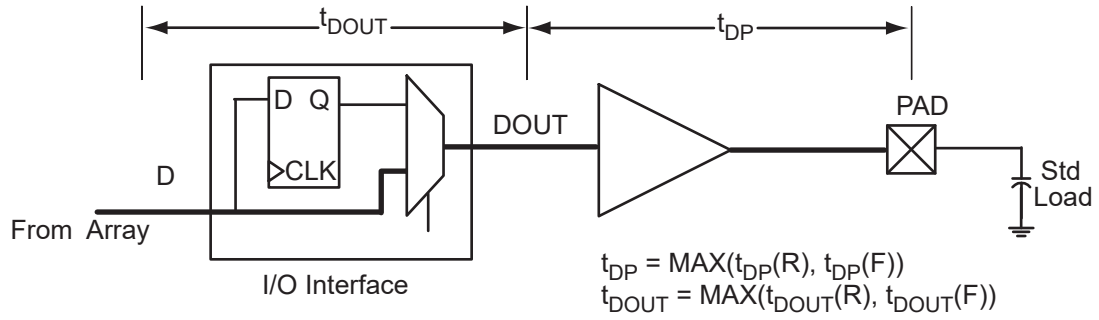 tDOUT
tDP
D Q
CLK
D
From Array
I/O Interface
DOUT
PAD
Std
Load
tDP = MAX(tDP(R), tDP(F))
tDOUT = MAX(tDOUT(R), tDOUT(F))